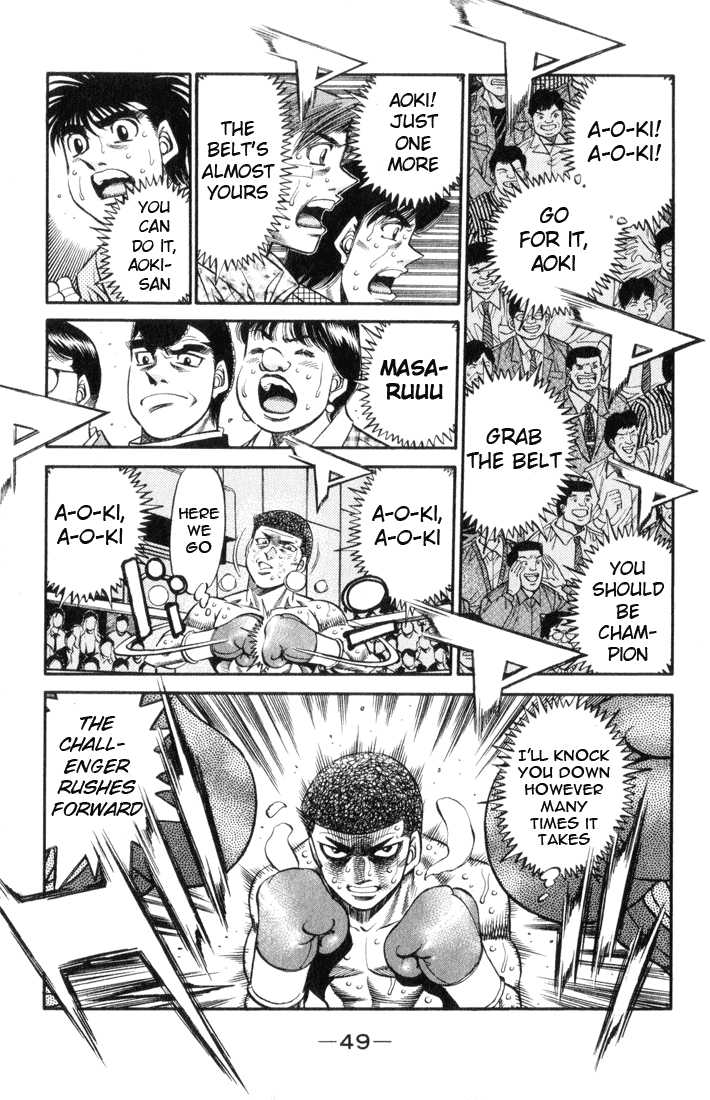 A-O-KI!
A-O-KI!
GO
FOR IT,
AOKI
GRAB
THE BELT
YOU
SHOULD
BE
CHAM-
PION
AOKI!
JUST
ONE
MORE
THE
BELT'S
ALMOST
YOURS
YOU
CAN
DO IT,
AOKI-
SAN
MASA-
RUUU
A-O-KI,
A-O-KI
HERE
WE
GO
A-O-KI,
A-O-KI
I'LL KNOCK
YOU DOWN
HOWEVER
MANY
TIMES IT
TAKES
THE
CHALL-
ENGER
RUSHES
FORWARD
—49—